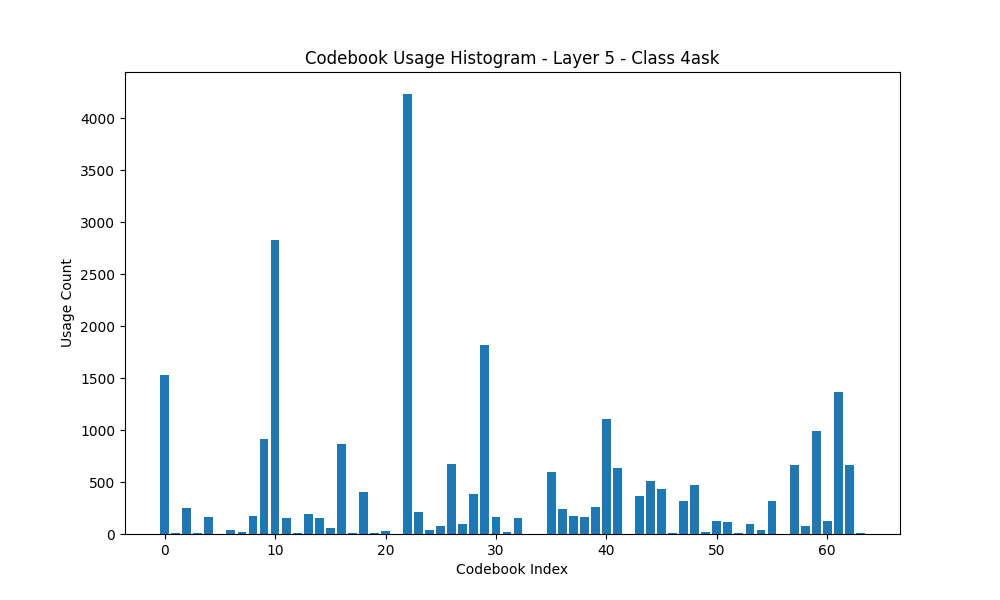 Codebook Usage Histogram - Layer 5 - Class 4ask
Usage Count
4000
3500
3000
2500
2000
1500
1000
500
0
0 10 20 30 40 50 60
Codebook Index